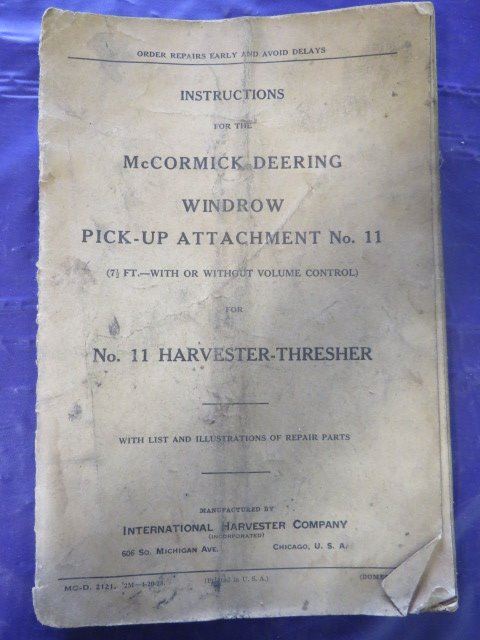 ORDER REPAIRS EARLY AND AVOID DELAYS
INSTRUCTIONS
FOR THE
McCORMICK-DEERING
WINDROW
PICK-UP ATTACHMENT No. 11
(7½ FT.—WITH OR WITHOUT VOLUME CONTROL)
FOR
No. 11 HARVESTER-THRESHER
WITH LIST AND ILLUSTRATIONS OF REPAIR PARTS
MANUFACTURED BY
INTERNATIONAL HARVESTER COMPANY
(INCORPORATED)
606 So. MICHIGAN AVE. CHICAGO, U. S. A.
MC-D. 2121. (Printed in U. S. A.)